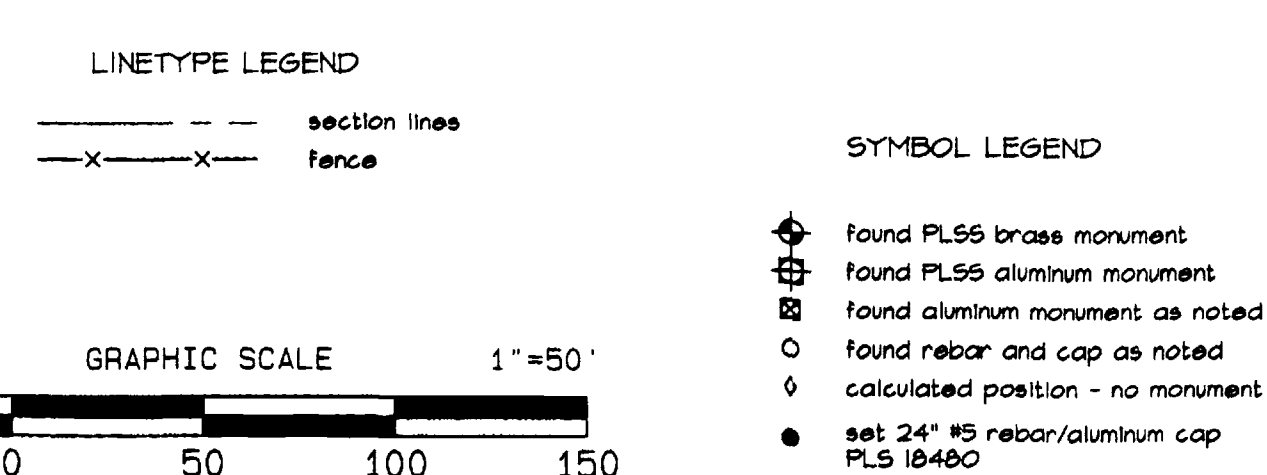 LINETYPE LEGEND
section lines
fence
SYMBOL LEGEND
found PLSS brass monument
found PLSS aluminum monument
found aluminum monument as noted
found rebar and cap as noted
calculated position - no monument
set 24" #5 rebar/aluminum cap
PLS 18480
GRAPHIC SCALE 1"=50'
0 50 100 150